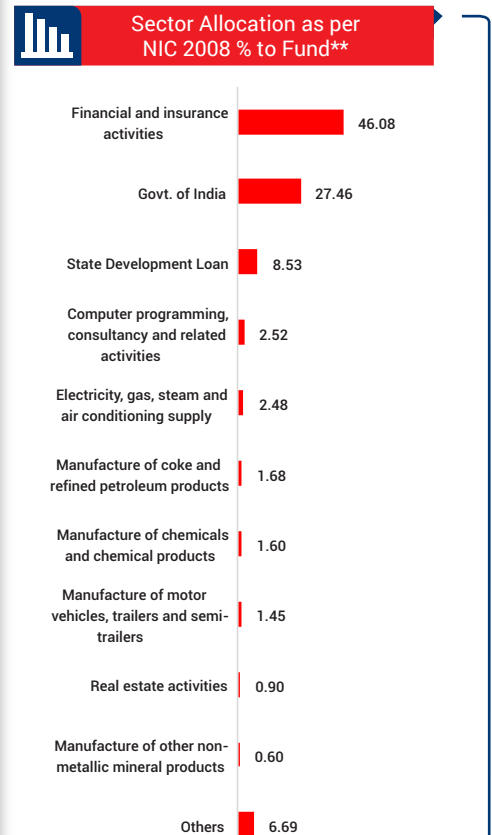 Sector Allocation as per
NIC 2008 % to Fund**
Financial and insurance
activities
46.08
Govt. of India
27.46
State Development Loan
8.53
Computer programming,
consultancy and related
activities
2.52
Electricity, gas, steam and
air conditioning supply
2.48
Manufacture of coke and
refined petroleum products
1.68
Manufacture of chemicals
and chemical products
1.60
Manufacture of motor
vehicles, trailers and semi-
trailers
1.45
Real estate activities
0.90
Manufacture of other non-
metallic mineral products
0.60
Others
6.69